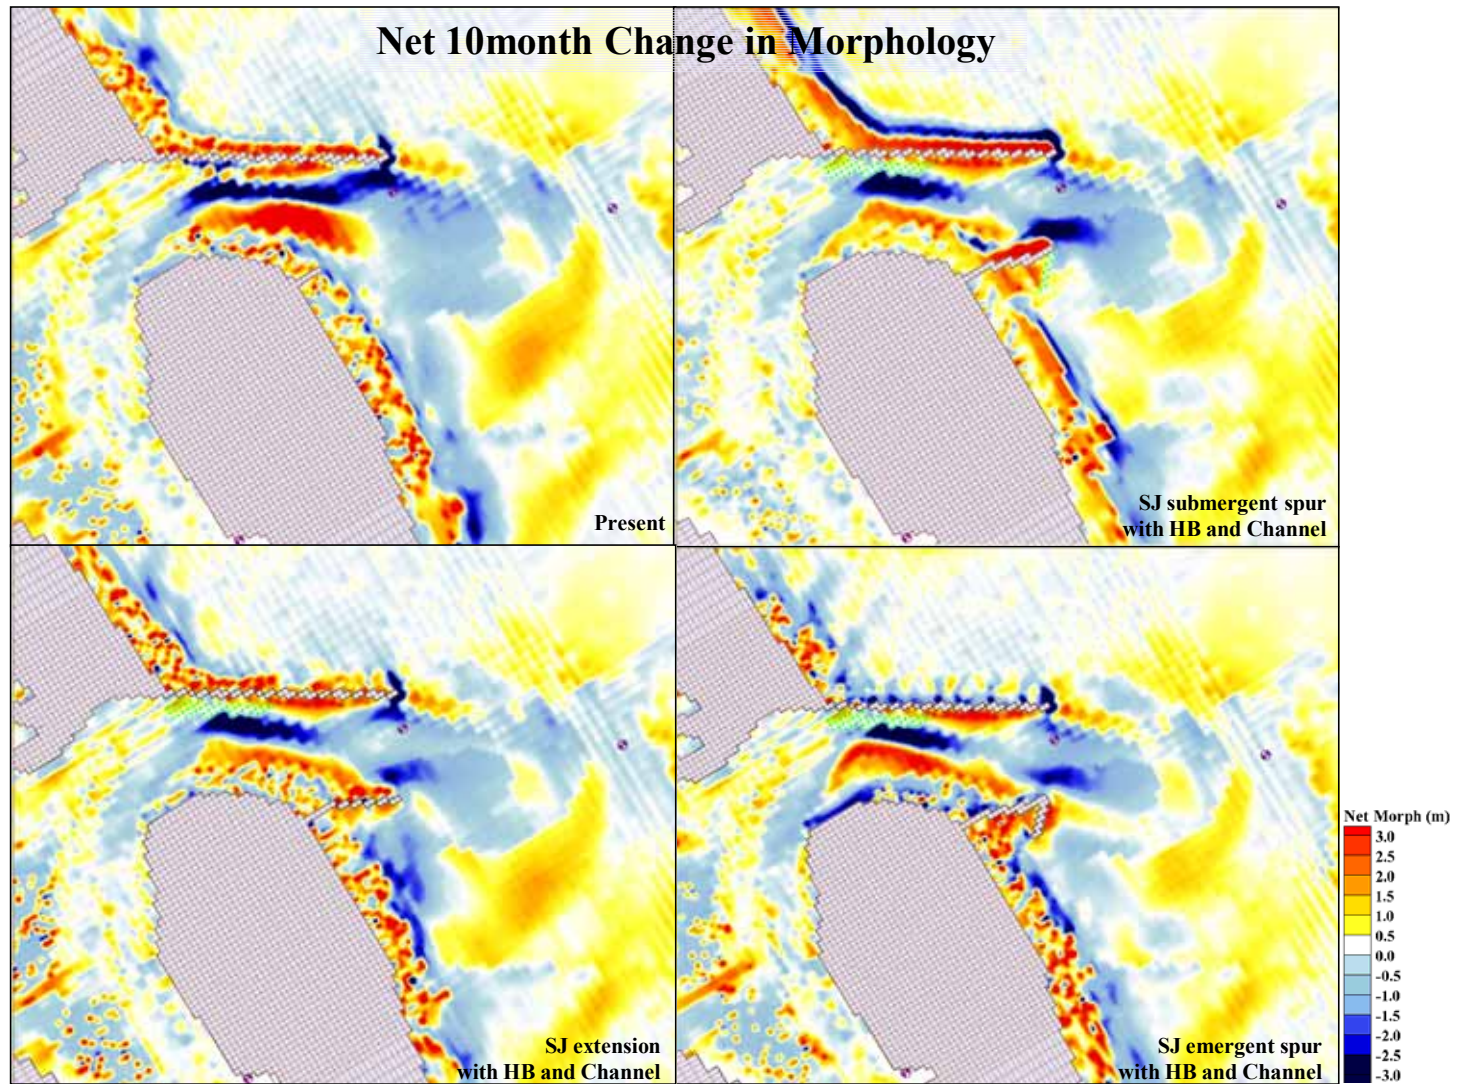 Net 10month Change in Morphology
Present
SJ submergent spur
with HB and Channel
SJ extension
with HB and Channel
SJ emergent spur
with HB and Channel
Net Morph (m)
3.0
2.5
2.0
1.5
1.0
0.5
0.0
-0.5
-1.0
-1.5
-2.0
-2.5
-3.0